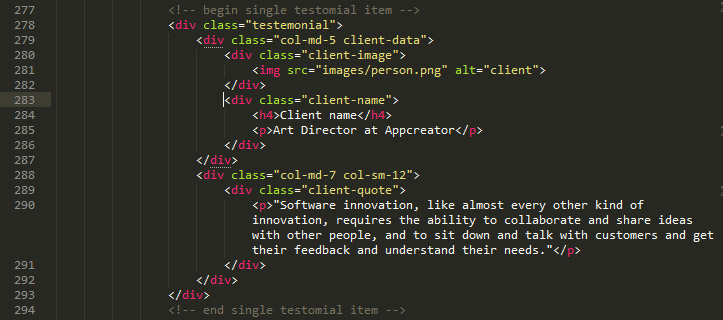 277 <!-- begin single testomial item -->
278 <div class="testemonial">
279 <div class="col-md-5 client-data">
280 <div class="client-image">
281 <img src="images/person.png" alt="client">
282 </div>
283 <div class="client-name">
284 <h4>Client name</h4>
285 <p>Art Director at Appcreator</p>
286 </div>
287 </div>
288 <div class="col-md-7 col-sm-12">
289 <div class="client-quote">
290 <p>"Software innovation, like almost every other kind of
innovation, requires the ability to collaborate and share ideas
with other people, and to sit down and talk with customers and get
their feedback and understand their needs."</p>
291 </div>
292 </div>
293 </div>
294 <!-- end single testomial item -->